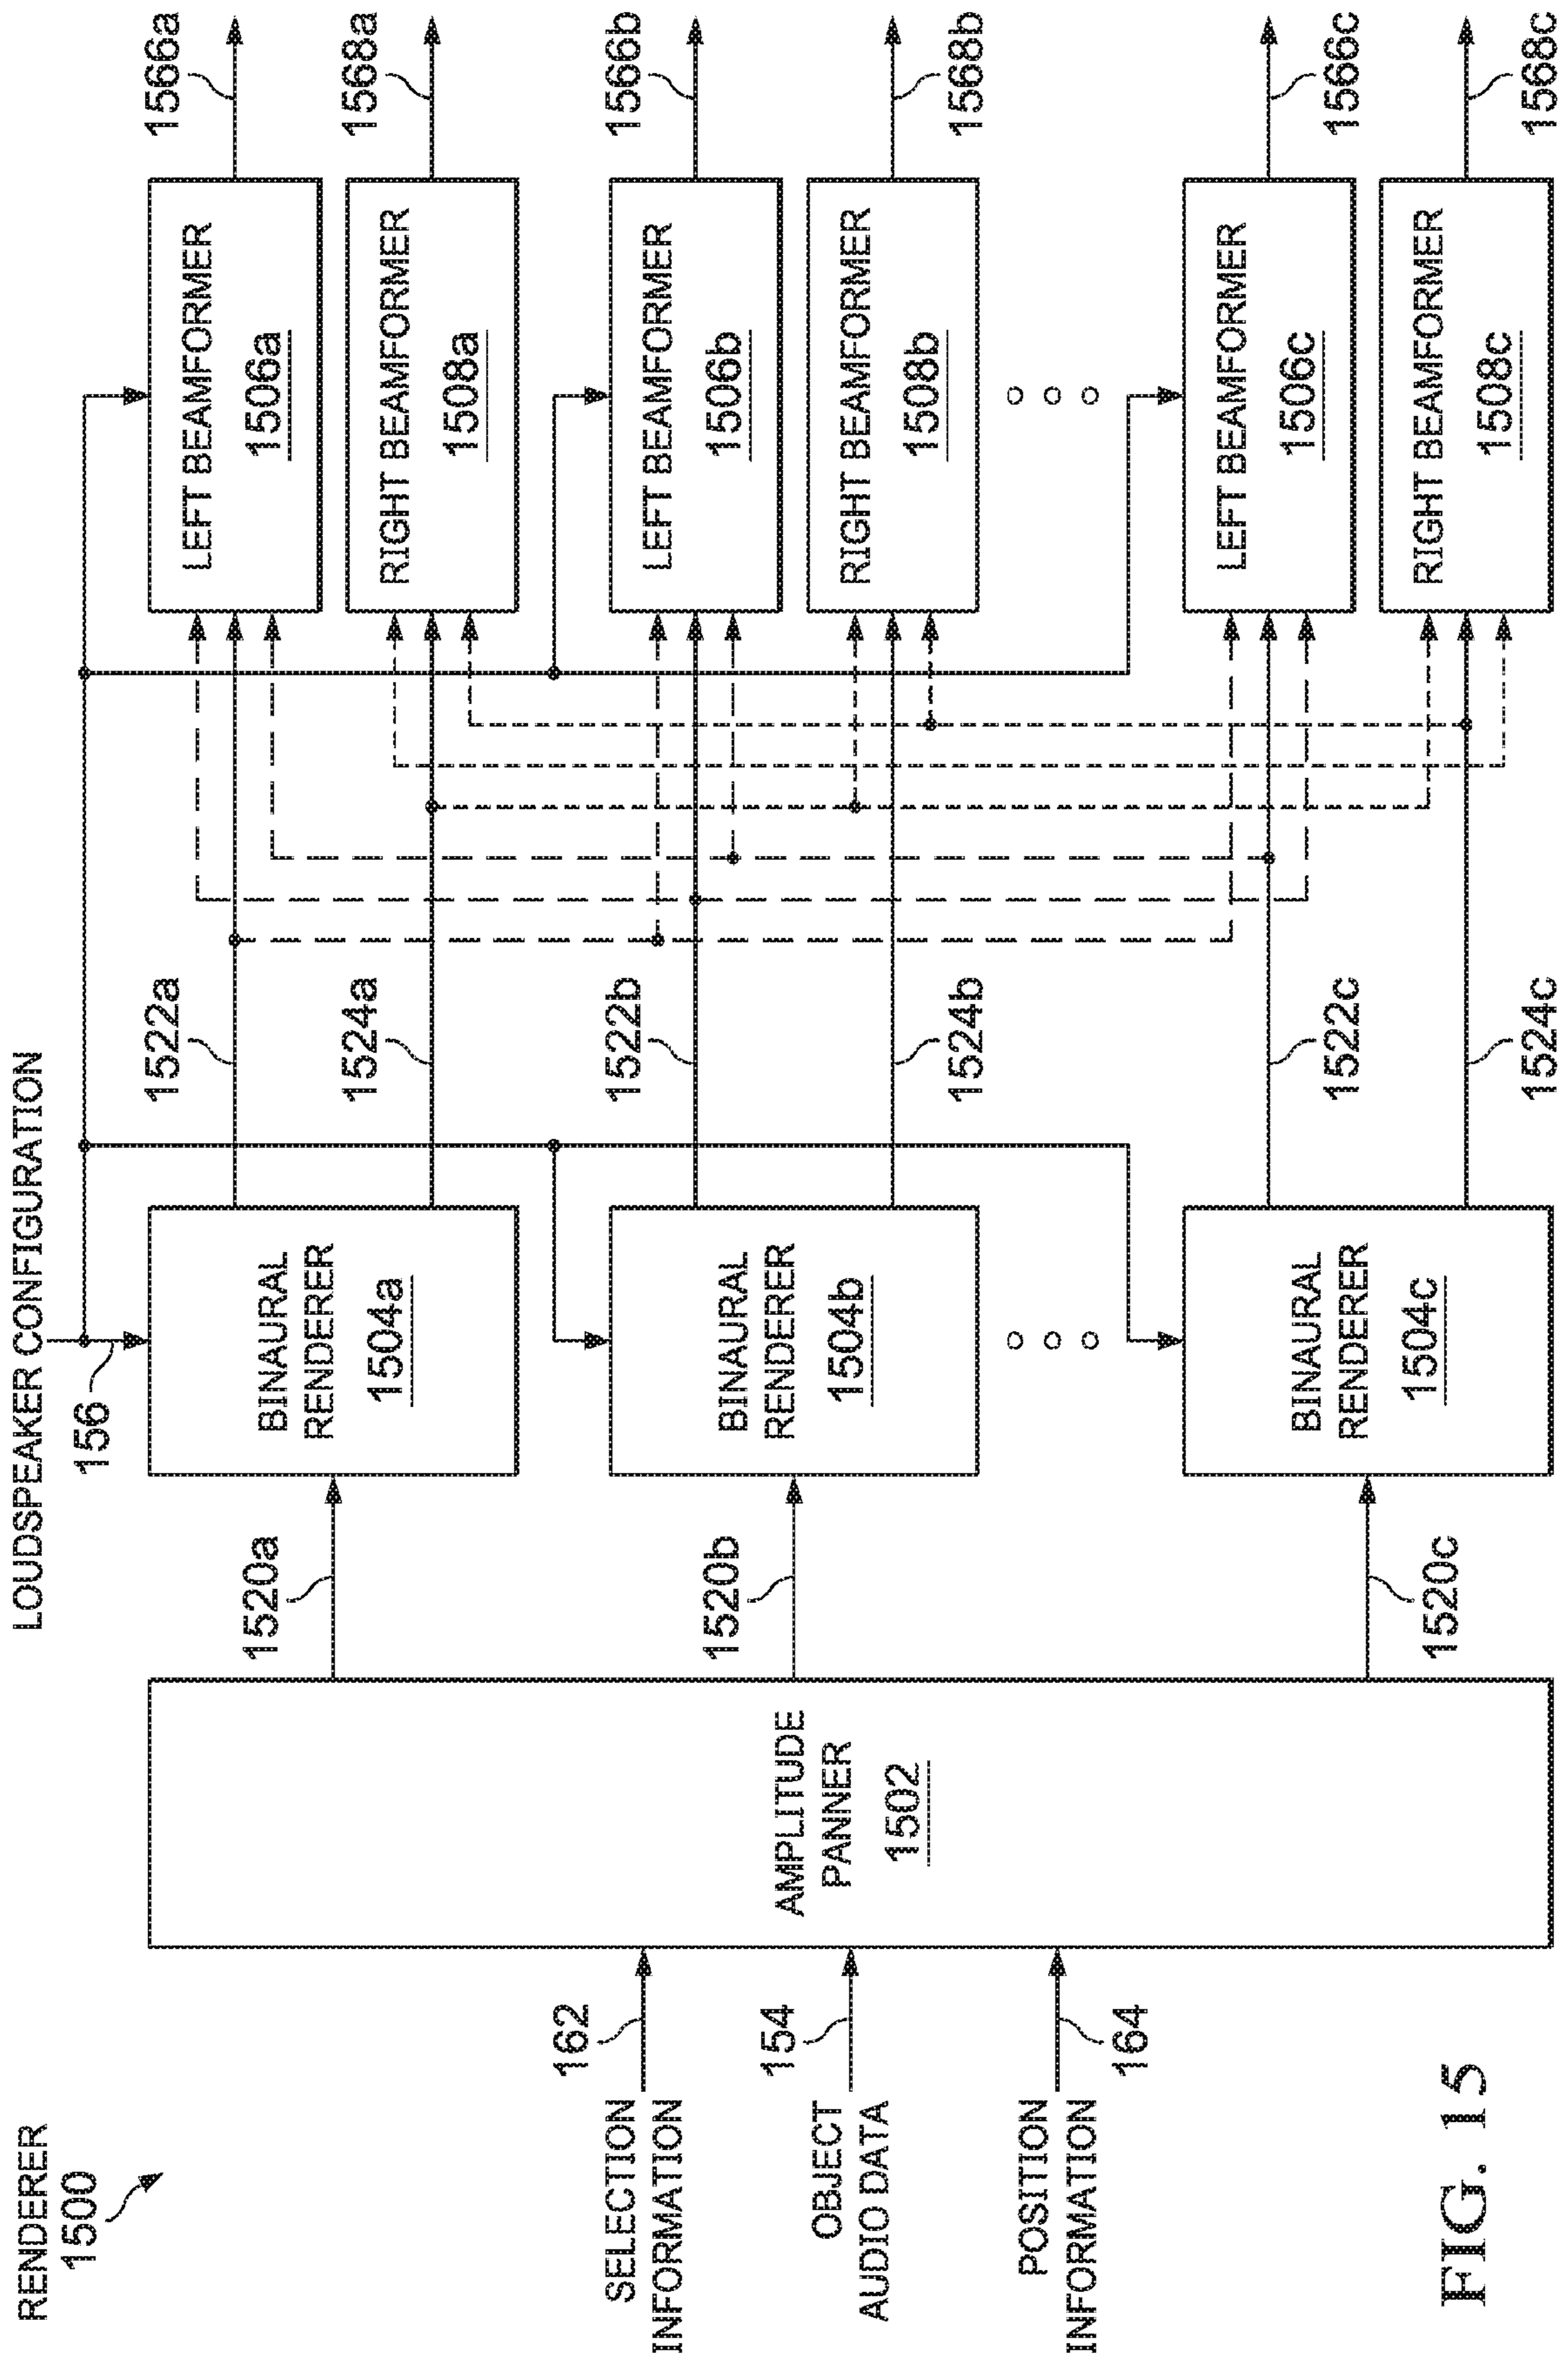 RENDERER
1500
LOUDSPEAKER CONFIGURATION
156
SELECTION
INFORMATION
162
OBJECT
AUDIO DATA
154
POSITION
INFORMATION
164
AMPLITUDE
PANNER
1502
1520a
1520b
1520c
BINAURAL
RENDERER
1504a
BINAURAL
RENDERER
1504b
BINAURAL
RENDERER
1504c
1522a
1524a
1522b
1524b
1522c
1524c
LEFT BEAMFORMER
1506a
RIGHT BEAMFORMER
1508a
LEFT BEAMFORMER
1506b
RIGHT BEAMFORMER
1508b
LEFT BEAMFORMER
1506c
RIGHT BEAMFORMER
1508c
1566a
1568a
1566b
1568b
1566c
1568c
FIG. 15